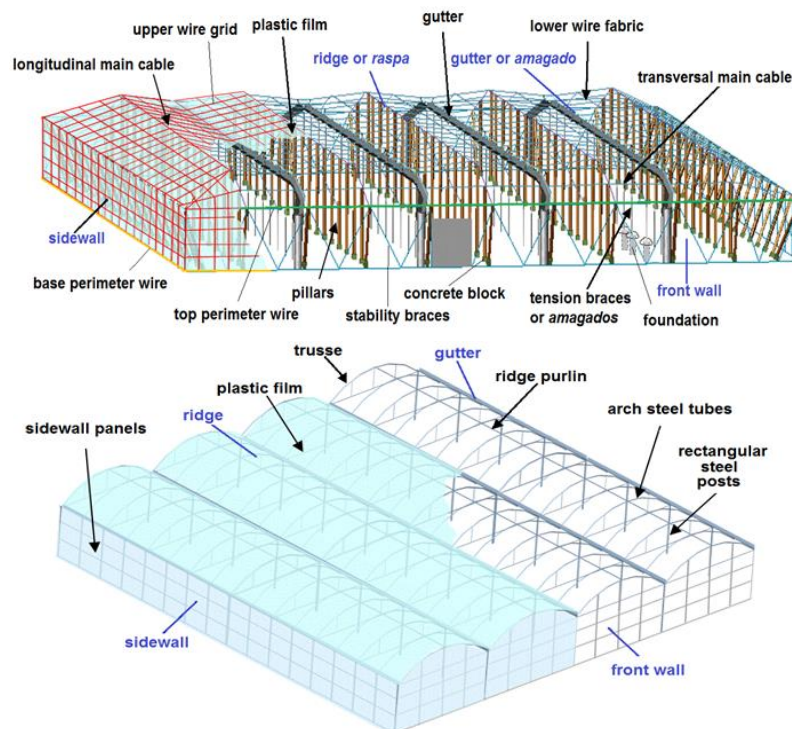 upper wire grid
plastic film
gutter
lower wire fabric
longitudinal main cable
ridge or raspa
gutter or amagado
transversal main cable
sidewall
base perimeter wire
top perimeter wire
pillars
stability braces
concrete block
tension braces
or amagados
front wall
foundation
trusse
gutter
plastic film
ridge purlin
ridge
arch steel tubes
sidewall panels
rectangular
steel
posts
sidewall
front wall